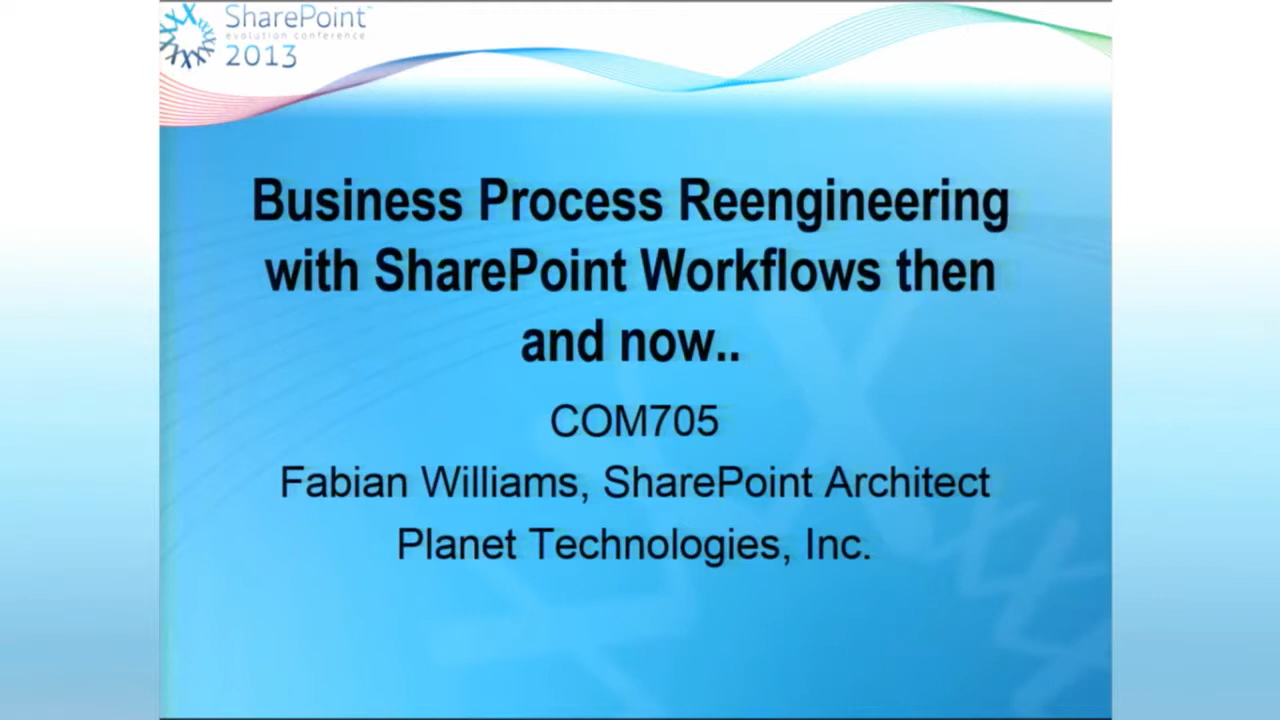 SharePoint
evolution conference
2013
Business Process Reengineering
with SharePoint Workflows then
and now..
COM705
Fabian Williams, SharePoint Architect
Planet Technologies, Inc.